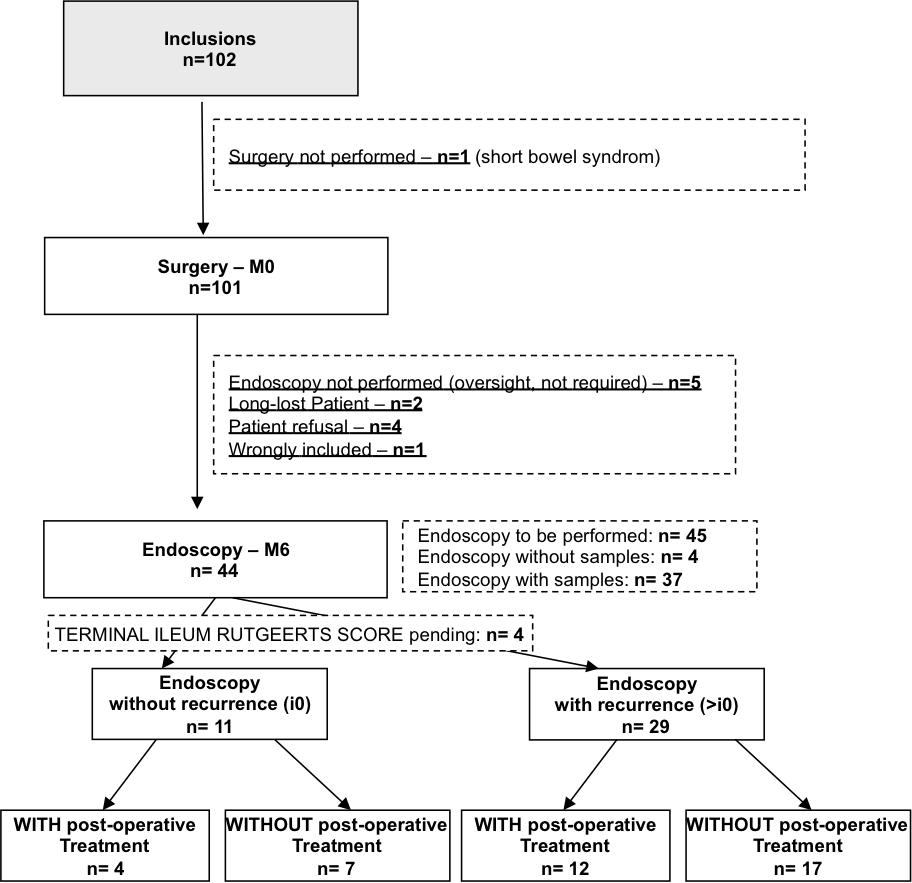 Inclusions
n=102
Surgery not performed – n=1 (short bowel syndrom)
Surgery – M0
n=101
Endoscopy not performed (oversight, not required) – n=5
Long-lost Patient – n=2
Patient refusal – n=4
Wrongly included – n=1
Endoscopy – M6
n= 44
Endoscopy to be performed: n= 45
Endoscopy without samples: n= 4
Endoscopy with samples: n= 37
TERMINAL ILEUM RUTGEERTS SCORE pending: n= 4
Endoscopy
without recurrence (i0)
n= 11
Endoscopy
with recurrence (>i0)
n= 29
WITH post-operative
Treatment
n= 4
WITHOUT post-operative
Treatment
n= 7
WITH post-operative
Treatment
n= 12
WITHOUT post-operative
Treatment
n= 17